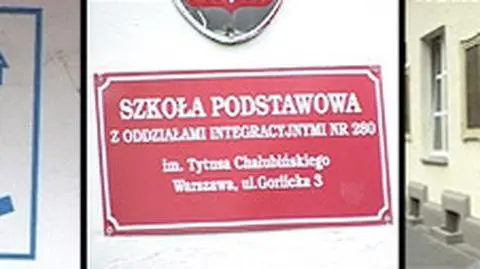 SZKOŁA PODSTAWOWA
Z ODDZIAŁAMI INTEGRACYJNYMI NR 280
im. Tytusa Chałubińskiego
Warszawa, ul.Gorlicka 3